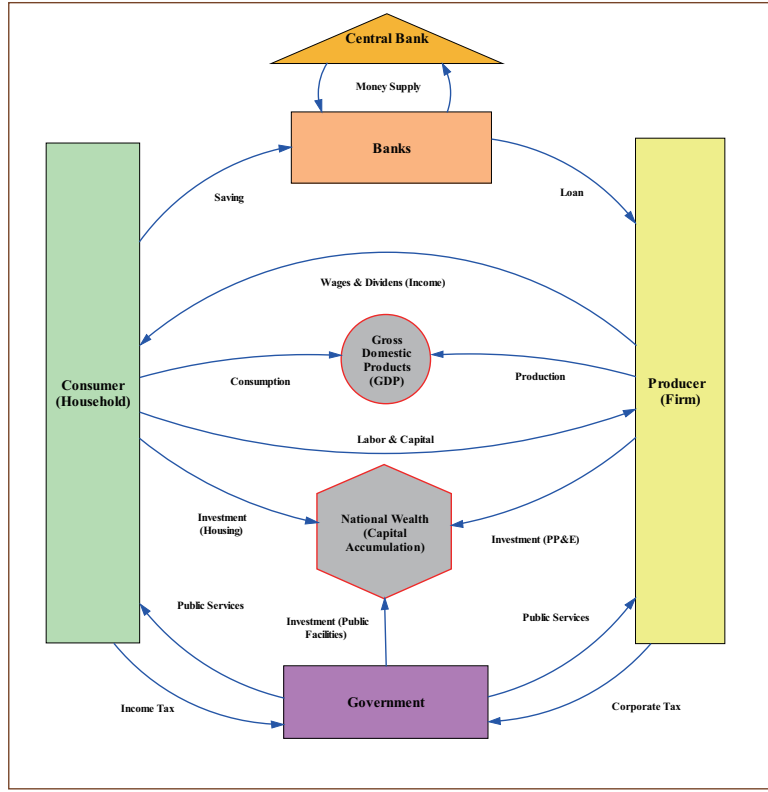 Central Bank
Money Supply
Banks
Saving
Loan
Wages & Dividens (Income)
Gross
Domestic
Products
(GDP)
Consumption
Production
Consumer
(Household)
Producer
(Firm)
Labor & Capital
National Wealth
(Capital
Accumulation)
Investment
(Housing)
Investment (PP&E)
Public Services
Investment (Public
Facilities)
Public Services
Government
Income Tax
Corporate Tax